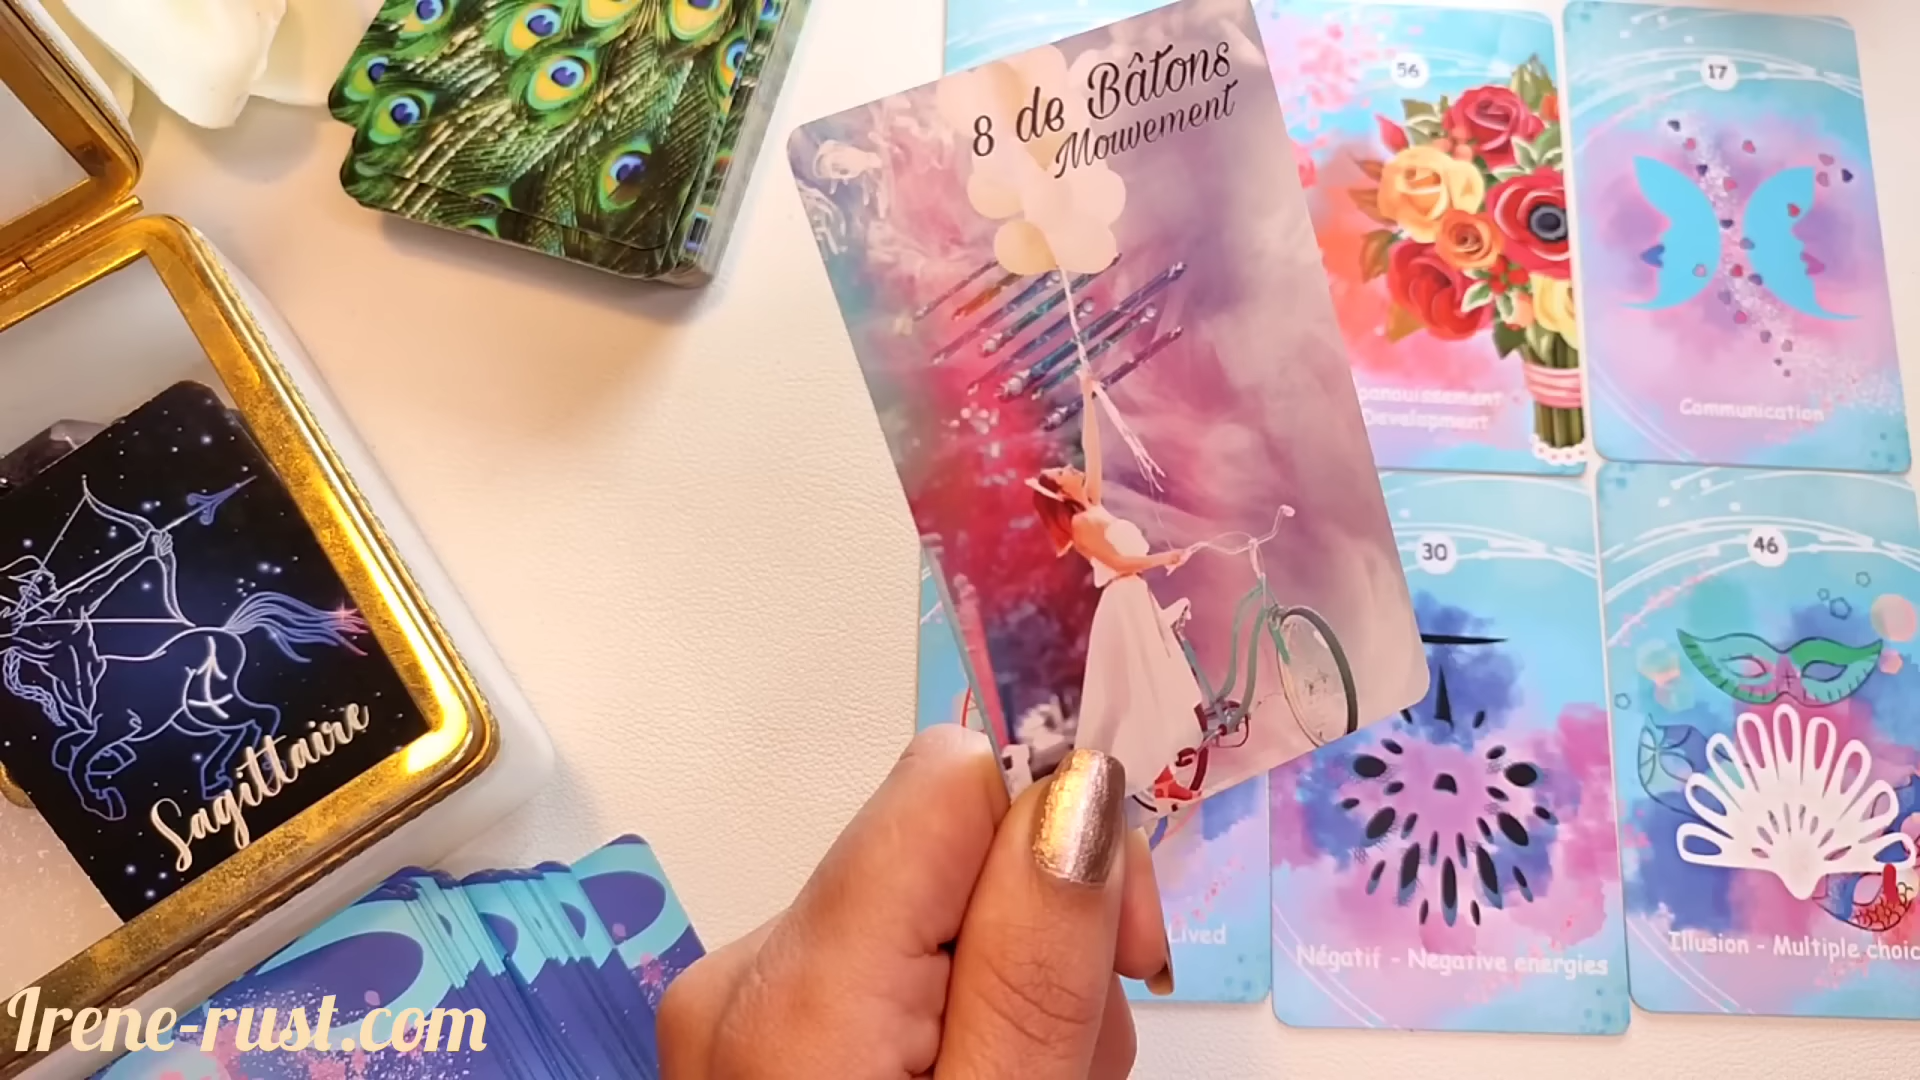 8 de Bâtons
Mouvement
56
17
panouissement
Development
Communication
30
46
Sagittaire
Lived
Négatif - Negative energies
Illusion - Multiple choic
Irene-rust.com